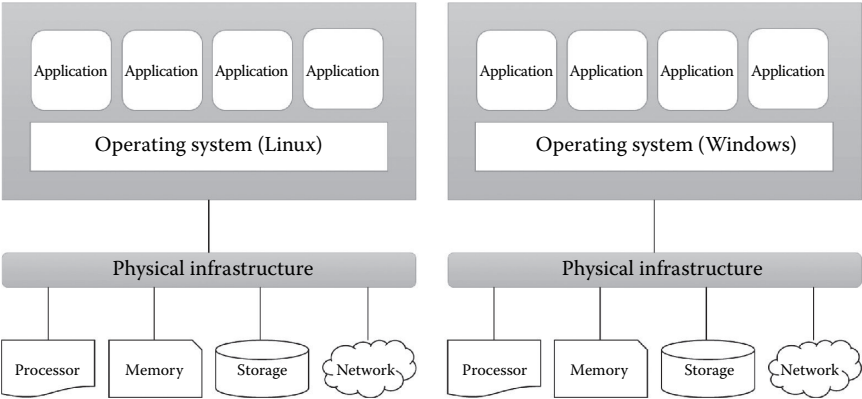 Application Application Application Application
Operating system (Linux)
Physical infrastructure
Processor Memory Storage Network
Application Application Application Application
Operating system (Windows)
Physical infrastructure
Processor Memory Storage Network